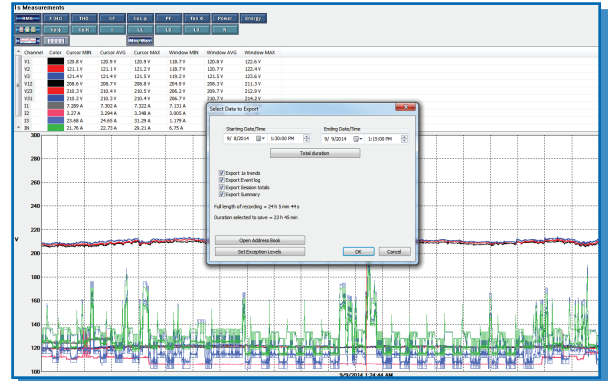 1s Measurements
RMS F (Hz) THD CF Cos φ PF Tan Φ Power Energy
L1 L2 L3 N
Min-Max
Channel Color Cursor MIN Cursor AVG Cursor MAX Window MIN Window AVG Window MAX
V1 120.8 V 120.9 V 120.9 V 118.7 V 120.8 V 122.6 V
V2 121.1 V 121.1 V 121.2 V 118.7 V 120.7 V 122.4 V
V3 121.4 V 121.4 V 121.5 V 119.2 V 121.5 V 123.6 V
V12 208.6 V 208.7 V 208.8 V 204.9 V 208.3 V 211.3 V
V23 210.3 V 210.4 V 210.5 V 206.2 V 209.7 V 212.9 V
V31 210.2 V 210.3 V 210.4 V 206.7 V 210.7 V 214.2 V
I1 7.289 A 7.302 A 7.322 A 7.131 A
I2 3.27 A 3.294 A 3.348 A 3.005 A
I3 23.68 A 24.65 A 31.29 A 1.179 A
IN 21.76 A 22.73 A 29.21 A 6.75 A
Select Data to Export
Starting Date/Time Ending Date/Time
9/ 8/2014 1:30:00 PM 9/ 9/2014 1:15:00 PM
Total duration
Export 1s trends
Export Event log
Export Session totals
Export Summary
Full length of recording = 24 h 5 min 44 s
Duration selected to save = 23 h 45 min
Open Address Book
Set Exception Levels OK Cancel
300
280
260
240
V
220
200
180
160
140
120
100
9/9/2014 1:24:44 AM